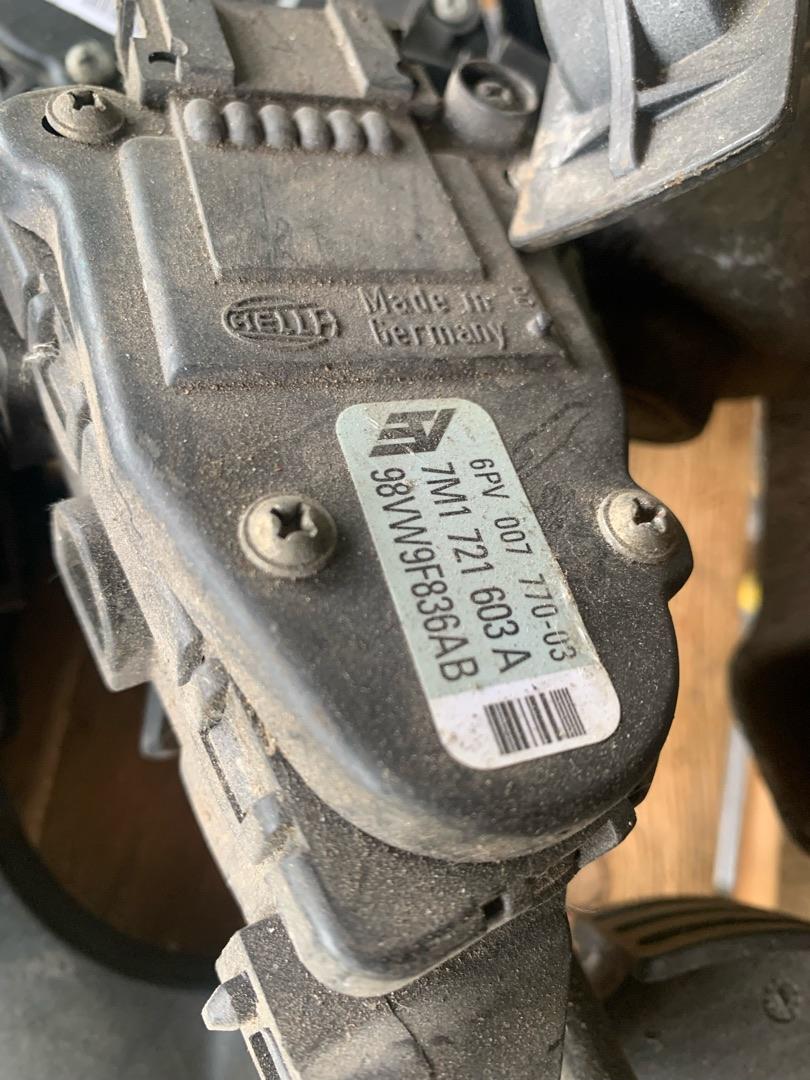 HELLA
Made in
Germany
6PV 007 770-03
7M1 721 603 A
98VW9F836AB